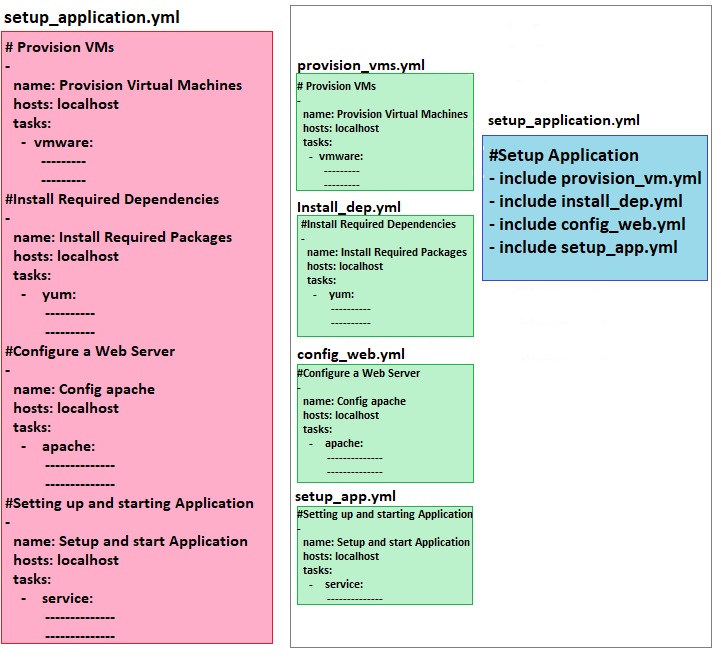 setup_application.yml
# Provision VMs
-
name: Provision Virtual Machines
hosts: localhost
tasks:
- vmware:
---------
---------
#Install Required Dependencies
-
name: Install Required Packages
hosts: localhost
tasks:
- yum:
----------
----------
#Configure a Web Server
-
name: Config apache
hosts: localhost
tasks:
- apache:
--------------
--------------
#Setting up and starting Application
-
name: Setup and start Application
hosts: localhost
tasks:
- service:
--------------
--------------
provision_vms.yml
# Provision VMs
-
name: Provision Virtual Machines
hosts: localhost
tasks:
- vmware:
---------
---------
Install_dep.yml
#Install Required Dependencies
-
name: Install Required Packages
hosts: localhost
tasks:
- yum:
----------
----------
config_web.yml
#Configure a Web Server
-
name: Config apache
hosts: localhost
tasks:
- apache:
--------------
--------------
setup_app.yml
#Setting up and starting Application
-
name: Setup and start Application
hosts: localhost
tasks:
- service:
--------------
setup_application.yml
#Setup Application
- include provision_vm.yml
- include install_dep.yml
- include config_web.yml
- include setup_app.yml